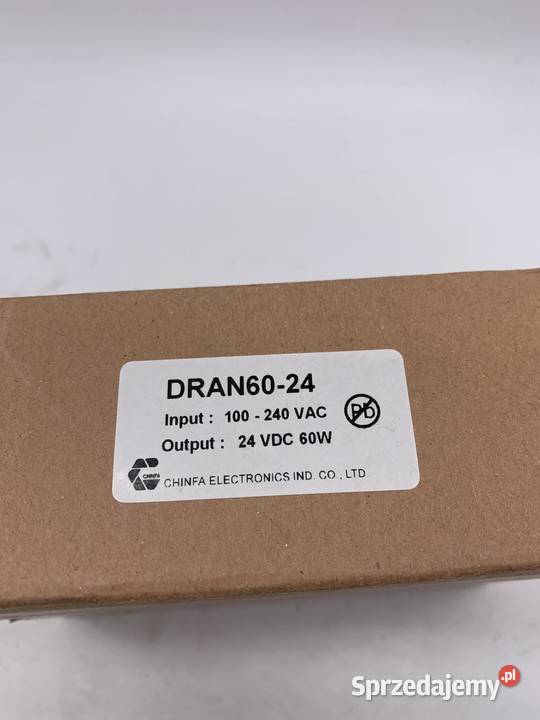 DRAN60-24
Input : 100 - 240 VAC
Pb
Output : 24 VDC 60W
CHINFA
CHINFA ELECTRONICS IND. CO., LTD
Sprzedajemy.pl